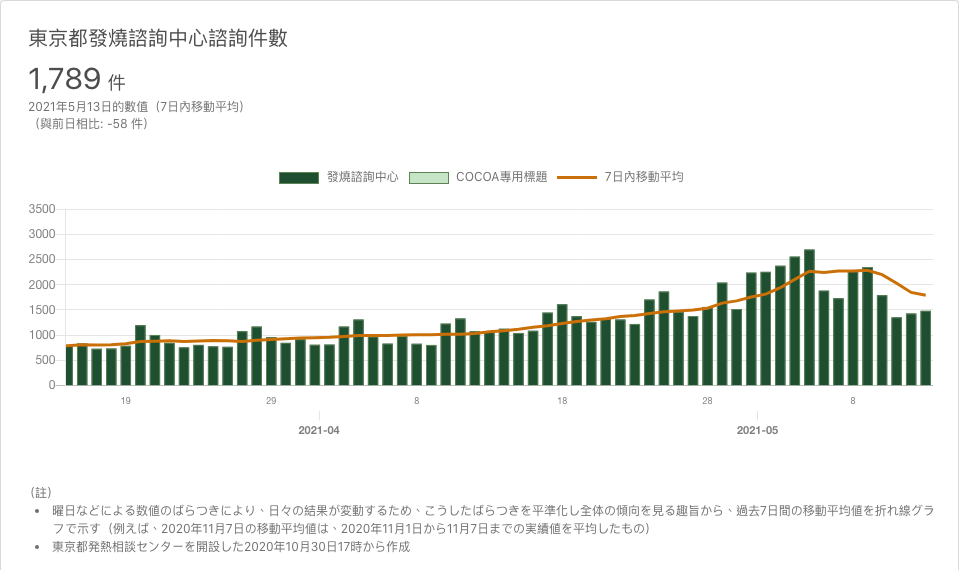 東京都發燒諮詢中心諮詢件數
1,789 件
2021年5月13日的數值（7日內移動平均）
（與前日相比: -58 件）
發燒諮詢中心 COCOA專用標題 7日內移動平均
3500
3000
2500
2000
1500
1000
500
0
19 29 8 18 28 8
2021-04 2021-05
（註）
• 曜日などによる数値のばらつきにより、日々の結果が変動するため、こうしたばらつきを平準化し全体の傾向を見る趣旨から、過去7日間の移動平均値を折れ線グラ
フで示す（例えば、2020年11月7日の移動平均値は、2020年11月1日から11月7日までの実績値を平均したもの）
• 東京都発熱相談センターを開設した2020年10月30日17時から作成